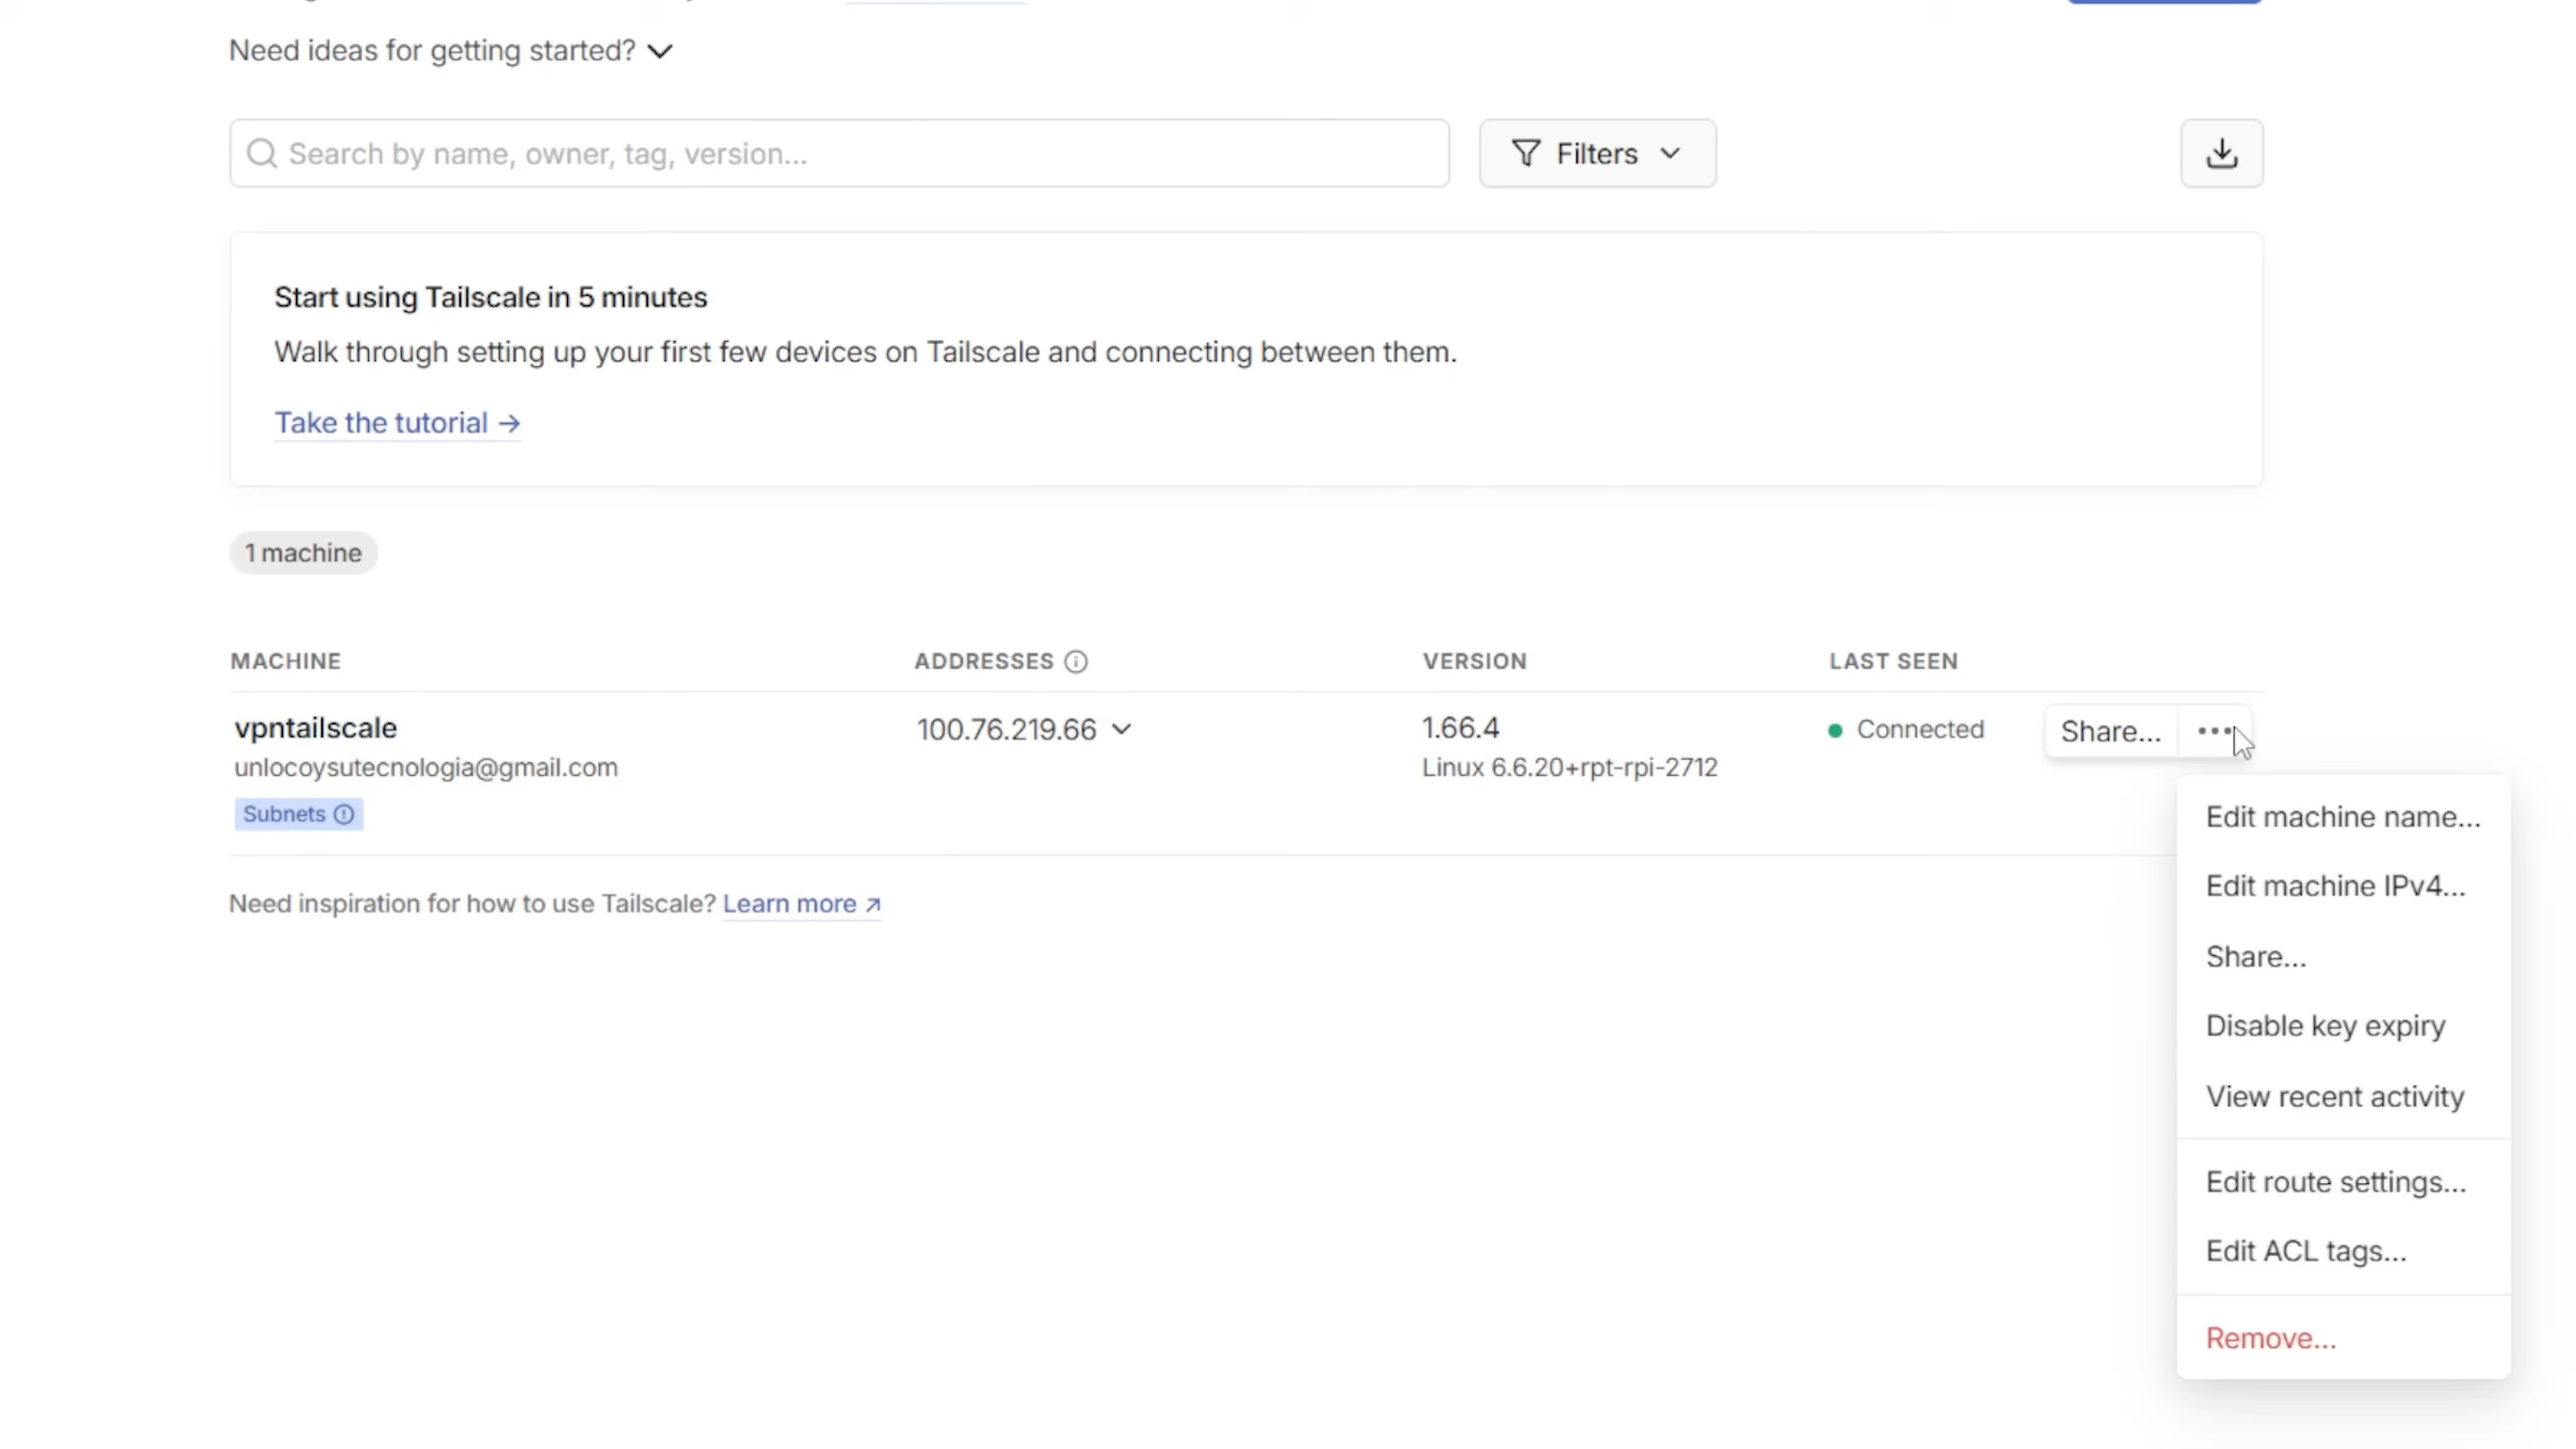 Need ideas for getting started?
Search by name, owner, tag, version...
Filters
Start using Tailscale in 5 minutes
Walk through setting up your first few devices on Tailscale and connecting between them.
Take the tutorial →
1 machine
MACHINE ADDRESSES VERSION LAST SEEN
vpntailscale 100.76.219.66 1.66.4 Connected Share... •••
unlocoysutecnologia@gmail.com Linux 6.6.20+rpt-rpi-2712
Subnets
Need inspiration for how to use Tailscale? Learn more ↗
Edit machine name...
Edit machine IPv4...
Share...
Disable key expiry
View recent activity
Edit route settings...
Edit ACL tags...
Remove...